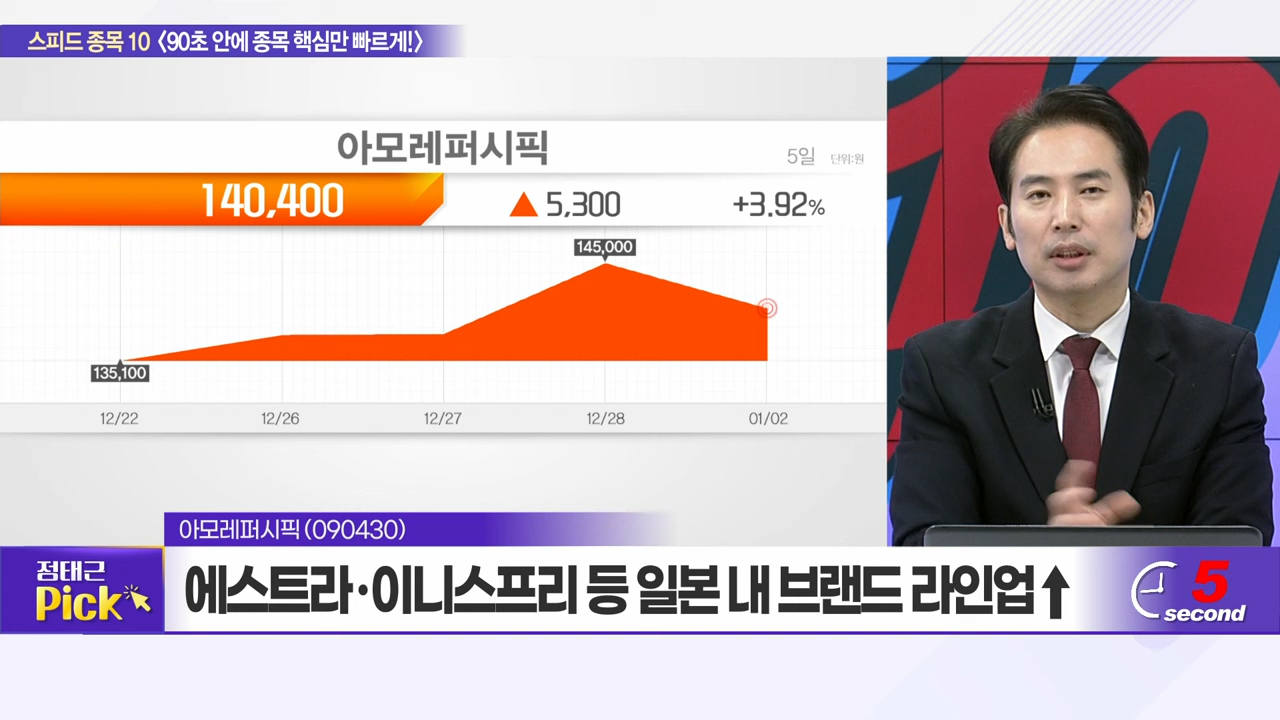 스피드 종목 10 <90초 안에 종목 핵심만 빠르게!>
아모레퍼시픽
5일 단위:원
140,400 ▲ 5,300 +3.92%
145,000
135,100
12/22 12/26 12/27 12/28 01/02
아모레퍼시픽 (090430)
정태근
Pick
에스트라·이니스프리 등 일본 내 브랜드 라인업↑
5
second
10